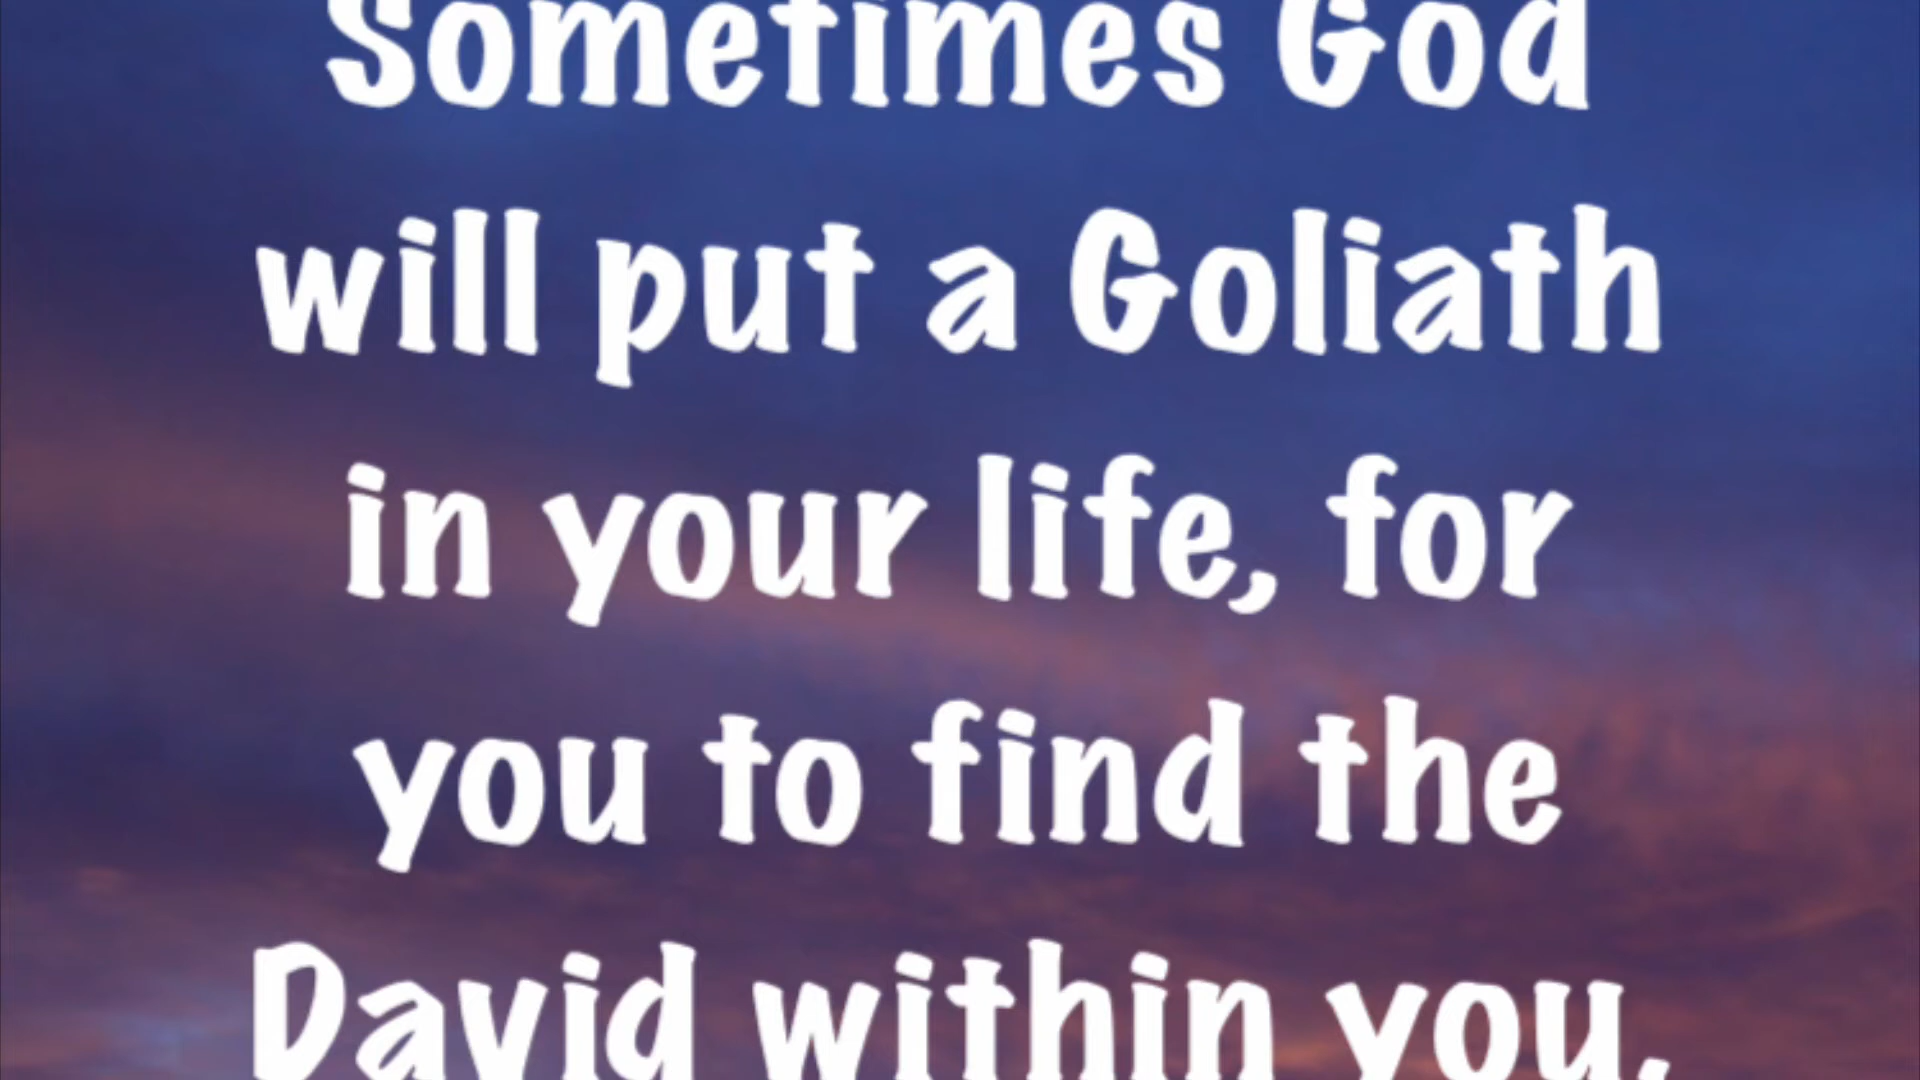 Sometimes God
will put a Goliath
in your life, for
you to find the
David within you.